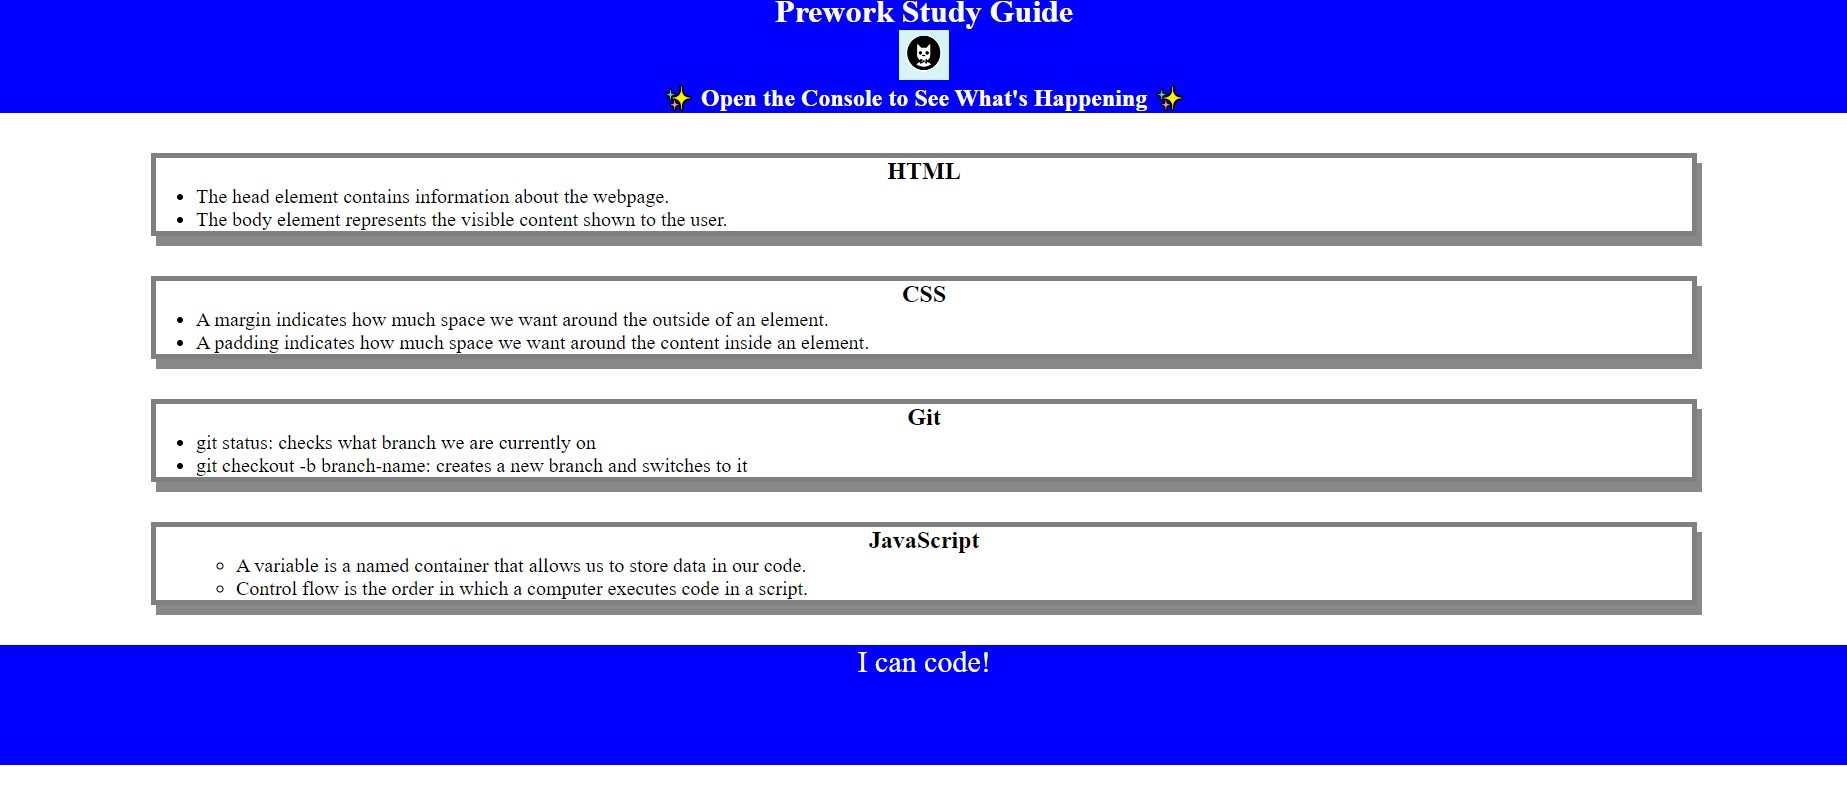 Prework Study Guide
✨ Open the Console to See What's Happening ✨
HTML
• The head element contains information about the webpage.
• The body element represents the visible content shown to the user.
CSS
• A margin indicates how much space we want around the outside of an element.
• A padding indicates how much space we want around the content inside an element.
Git
• git status: checks what branch we are currently on
• git checkout -b branch-name: creates a new branch and switches to it
JavaScript
◦ A variable is a named container that allows us to store data in our code.
◦ Control flow is the order in which a computer executes code in a script.
I can code!